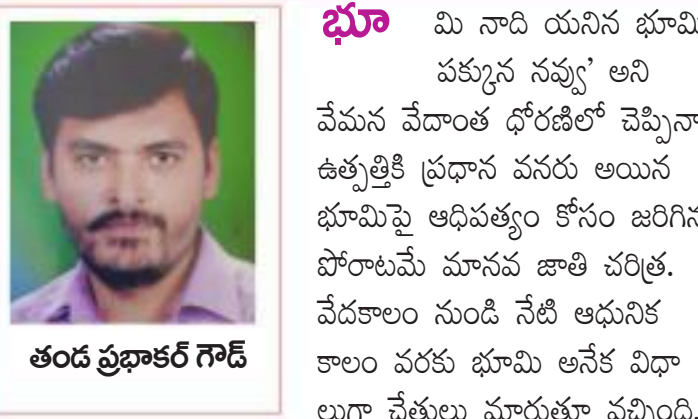 తండ ప్రభాకర్ గౌడ్
భూమి నాది యనిన భూమి
పక్కున నవ్వు’ అని
వేమన వేదాంత ధోరణిలో చెప్పినా
ఉత్పత్తికి ప్రధాన వనరు అయిన
భూమిపై ఆధిపత్యం కోసం జరిగిన
పోరాటమే మానవ జాతి చరిత్ర.
వేదకాలం నుండి నేటి ఆధునిక
కాలం వరకు భూమి అనేక విధా
లుగా చేతులు మారుతూ వచ్చింది.